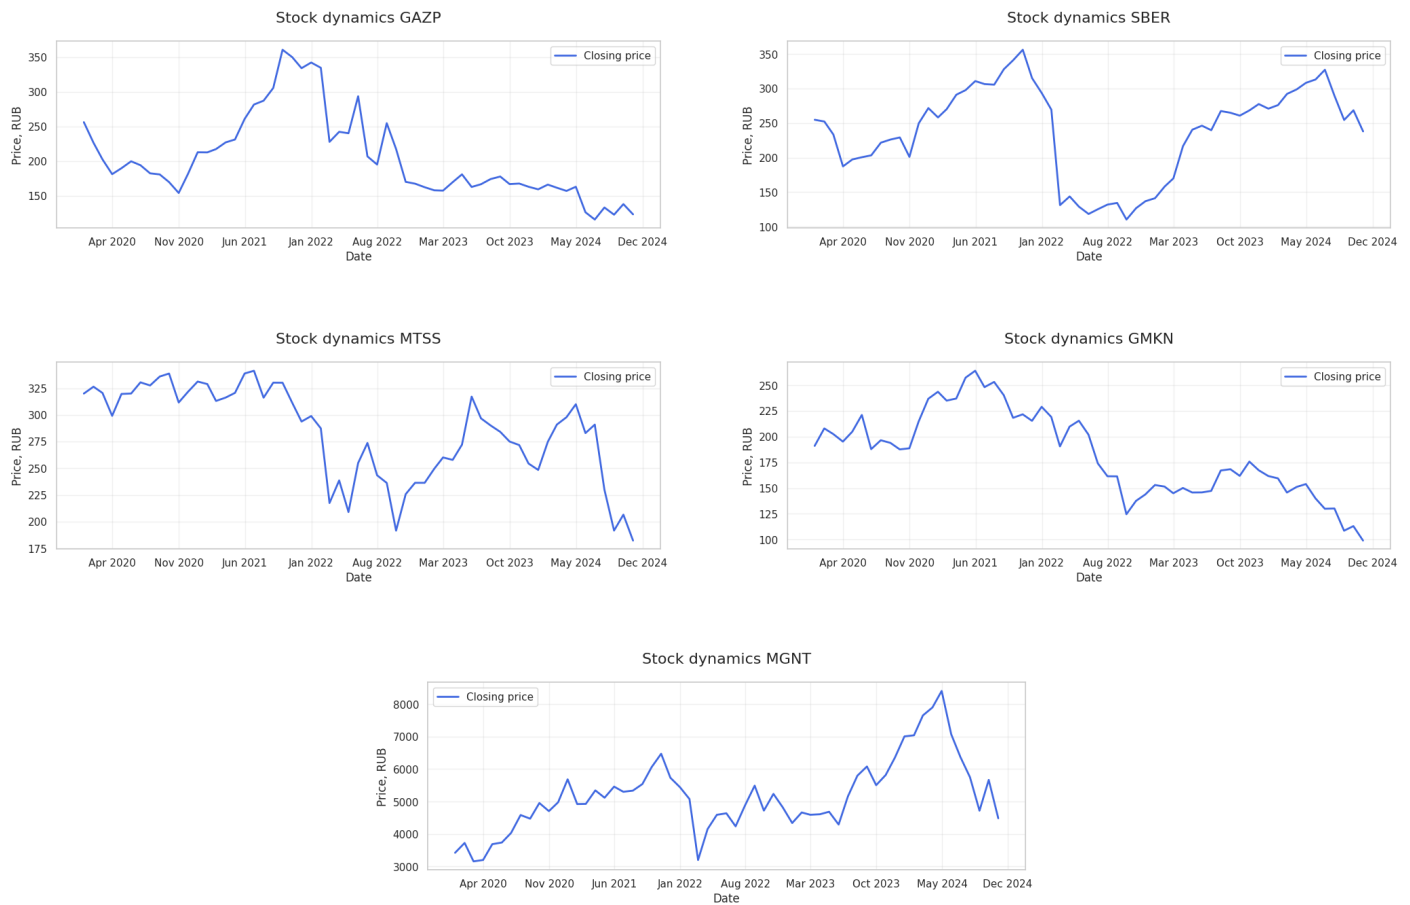 Stock dynamics GAZP
Closing price
Price, RUB
350
300
250
200
150
Apr 2020 Nov 2020 Jun 2021 Jan 2022 Aug 2022 Mar 2023 Oct 2023 May 2024 Dec 2024
Date
Stock dynamics SBER
Closing price
Price, RUB
350
300
250
200
150
100
Apr 2020 Nov 2020 Jun 2021 Jan 2022 Aug 2022 Mar 2023 Oct 2023 May 2024 Dec 2024
Date
Stock dynamics MTSS
Closing price
Price, RUB
325
300
275
250
225
200
175
Apr 2020 Nov 2020 Jun 2021 Jan 2022 Aug 2022 Mar 2023 Oct 2023 May 2024 Dec 2024
Date
Stock dynamics GMKN
Closing price
Price, RUB
250
225
200
175
150
125
100
Apr 2020 Nov 2020 Jun 2021 Jan 2022 Aug 2022 Mar 2023 Oct 2023 May 2024 Dec 2024
Date
Stock dynamics MGNT
Closing price
Price, RUB
8000
7000
6000
5000
4000
3000
Apr 2020 Nov 2020 Jun 2021 Jan 2022 Aug 2022 Mar 2023 Oct 2023 May 2024 Dec 2024
Date